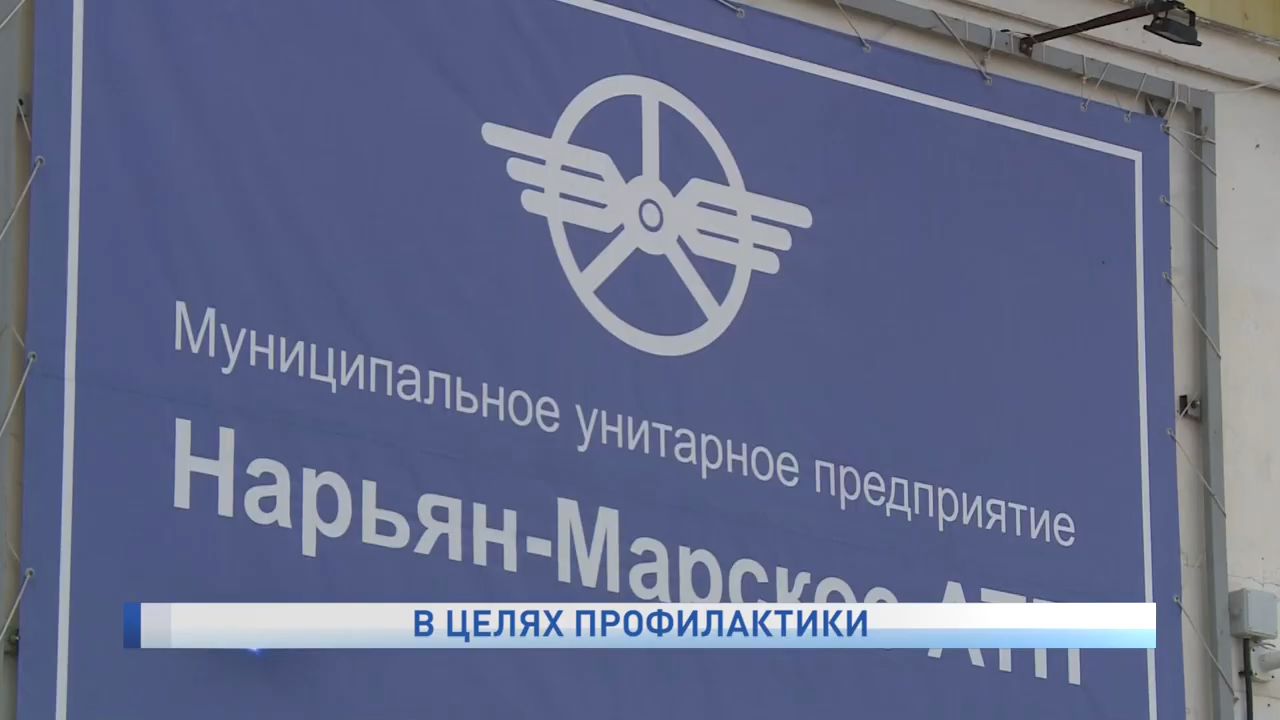 Муниципальное унитарное предприятие
Нарьян-Марское АТП
В ЦЕЛЯХ ПРОФИЛАКТИКИ